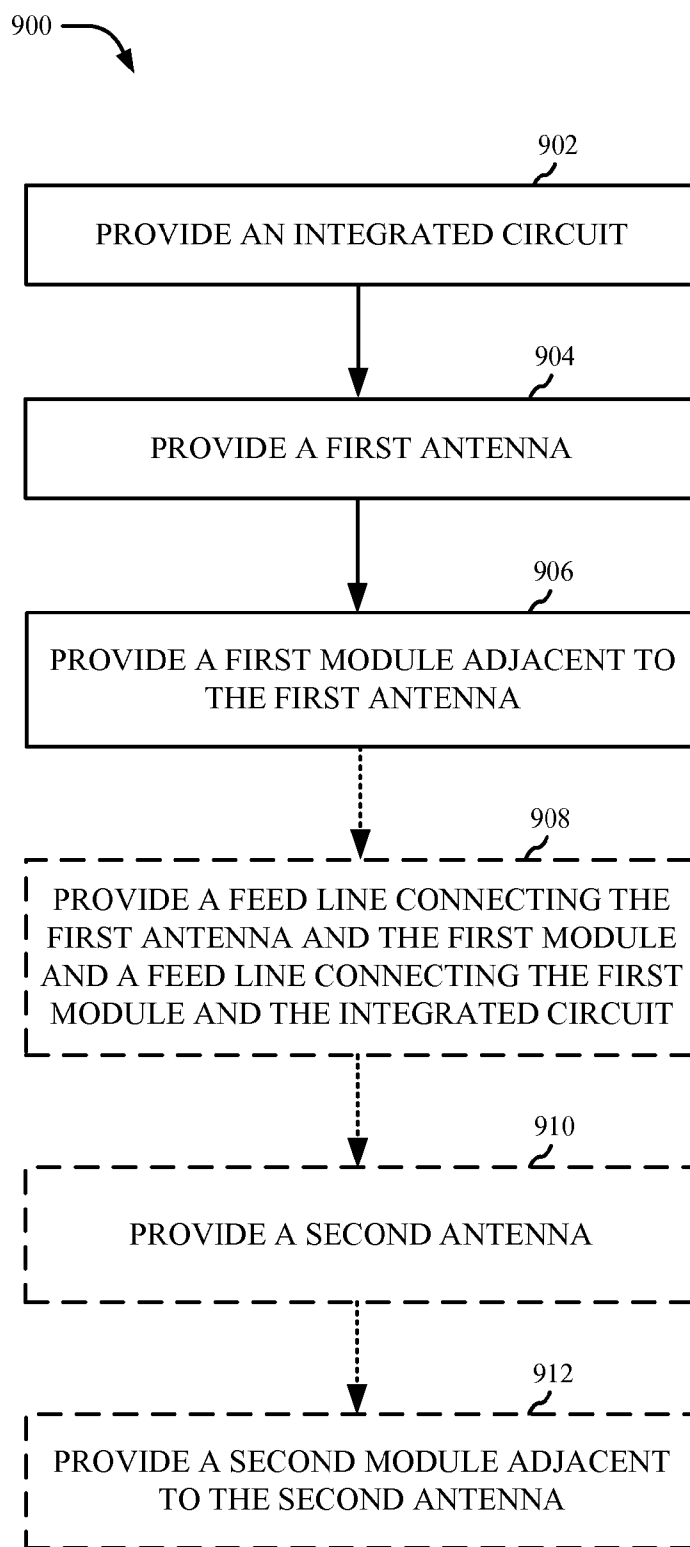 900
902
PROVIDE AN INTEGRATED CIRCUIT
904
PROVIDE A FIRST ANTENNA
906
PROVIDE A FIRST MODULE ADJACENT TO
THE FIRST ANTENNA
908
PROVIDE A FEED LINE CONNECTING THE
FIRST ANTENNA AND THE FIRST MODULE
AND A FEED LINE CONNECTING THE FIRST
MODULE AND THE INTEGRATED CIRCUIT
910
PROVIDE A SECOND ANTENNA
912
PROVIDE A SECOND MODULE ADJACENT
TO THE SECOND ANTENNA